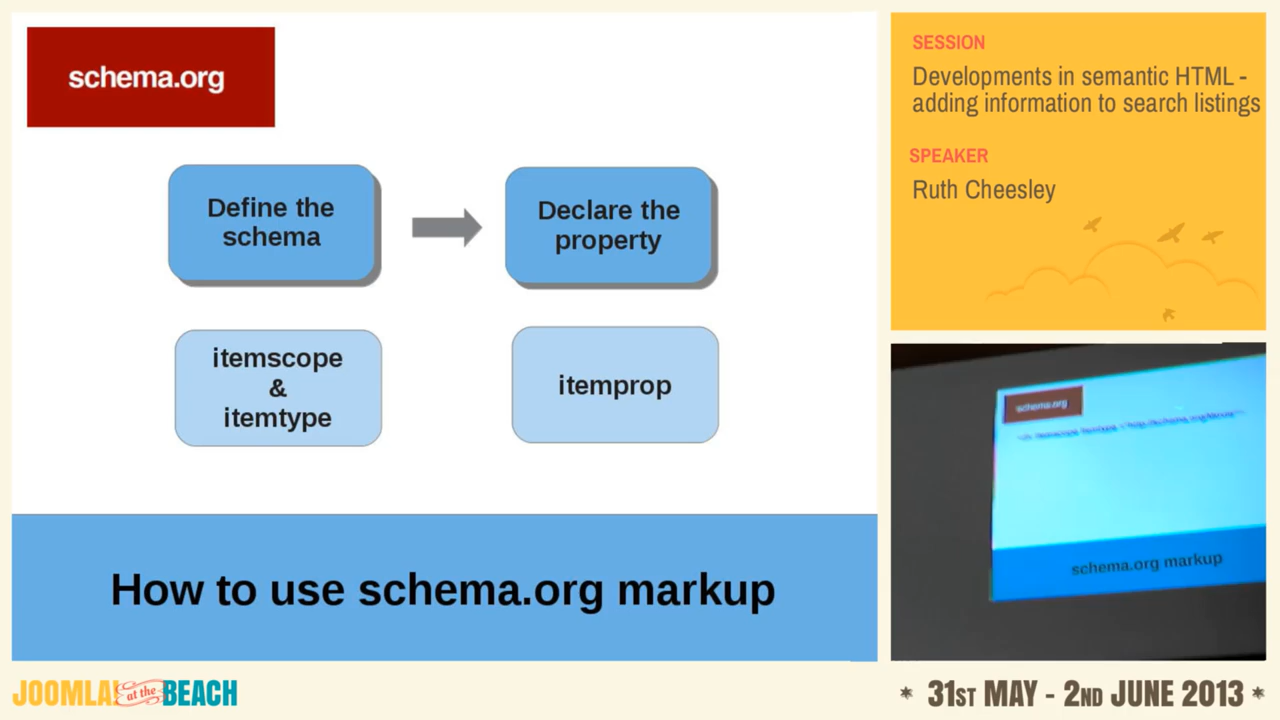 schema.org
Define the
schema
Declare the
property
itemscope
&
itemtype
itemprop
How to use schema.org markup
SESSION
Developments in semantic HTML -
adding information to search listings
SPEAKER
Ruth Cheesley
schema.org
schema.org markup
JOOMLA! at the BEACH
* 31ST MAY - 2ND JUNE 2013 *